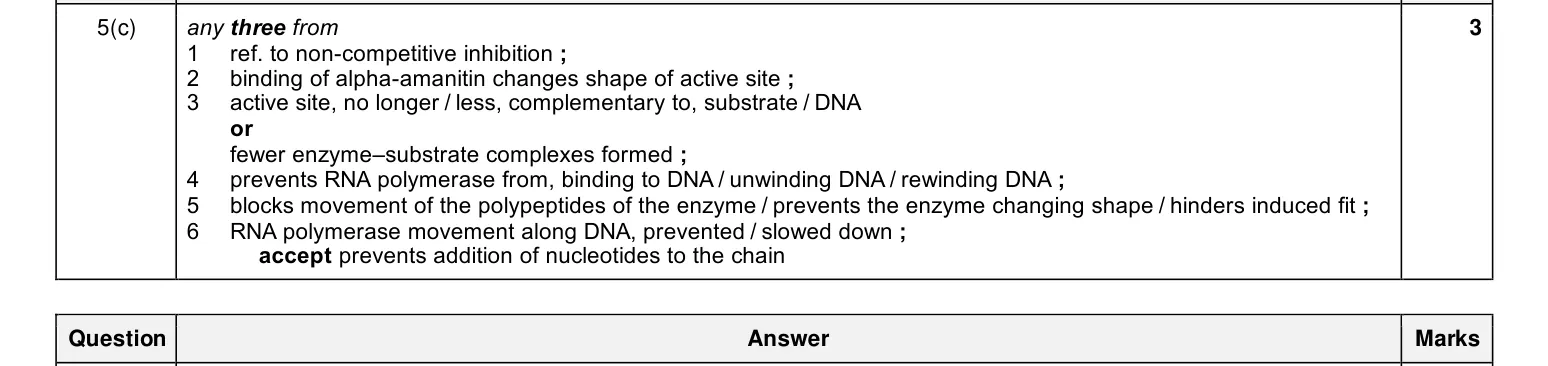 5(c) any three from 3
1 ref. to non-competitive inhibition ;
2 binding of alpha-amanitin changes shape of active site ;
3 active site, no longer / less, complementary to, substrate / DNA
or
fewer enzyme–substrate complexes formed ;
4 prevents RNA polymerase from, binding to DNA / unwinding DNA / rewinding DNA ;
5 blocks movement of the polypeptides of the enzyme / prevents the enzyme changing shape / hinders induced fit ;
6 RNA polymerase movement along DNA, prevented / slowed down ;
accept prevents addition of nucleotides to the chain
Question Answer Marks